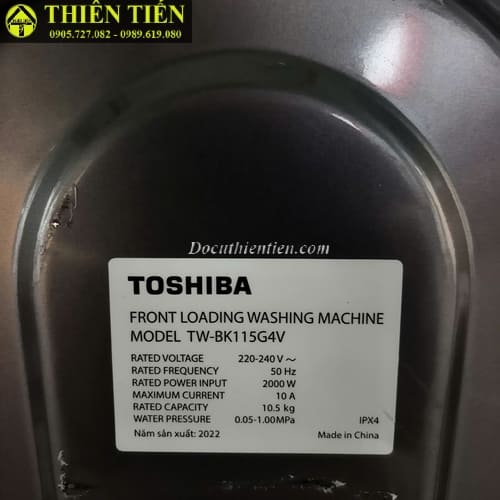 THIÊN TIẾN
0905.727.082 - 0989.619.080
Docuthientien.com
TOSHIBA
FRONT LOADING WASHING MACHINE
MODEL TW-BK115G4V
RATED VOLTAGE 220-240 V ~
RATED FREQUENCY 50 Hz
RATED POWER INPUT 2000 W
MAXIMUM CURRENT 10 A
RATED CAPACITY 10.5 kg
WATER PRESSURE 0.05-1.00MPa IPX4
Năm sản xuất: 2022 Made in China